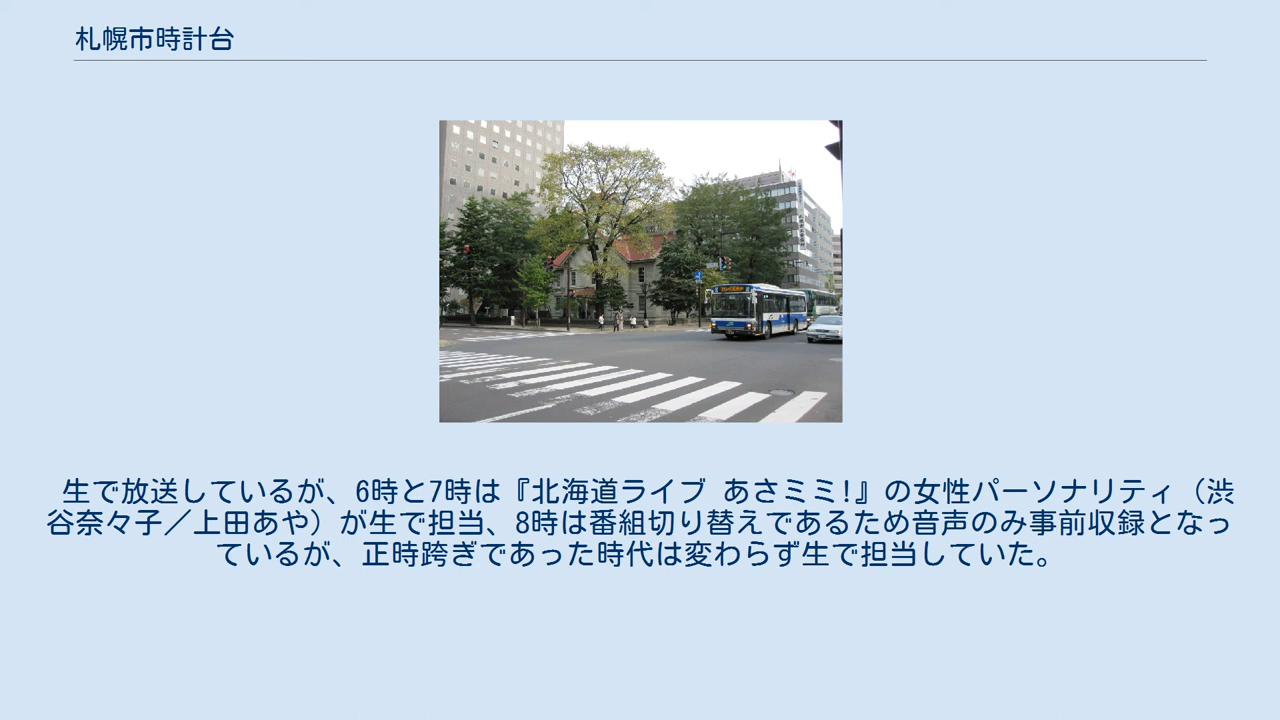 札幌市時計台
生で放送しているが、6時と7時は『北海道ライブ あさミミ!』の女性パーソナリティ（渋
谷奈々子／上田あや）が生で担当、8時は番組切り替えであるため音声のみ事前収録となっ
ているが、正時跨ぎであった時代は変わらず生で担当していた。